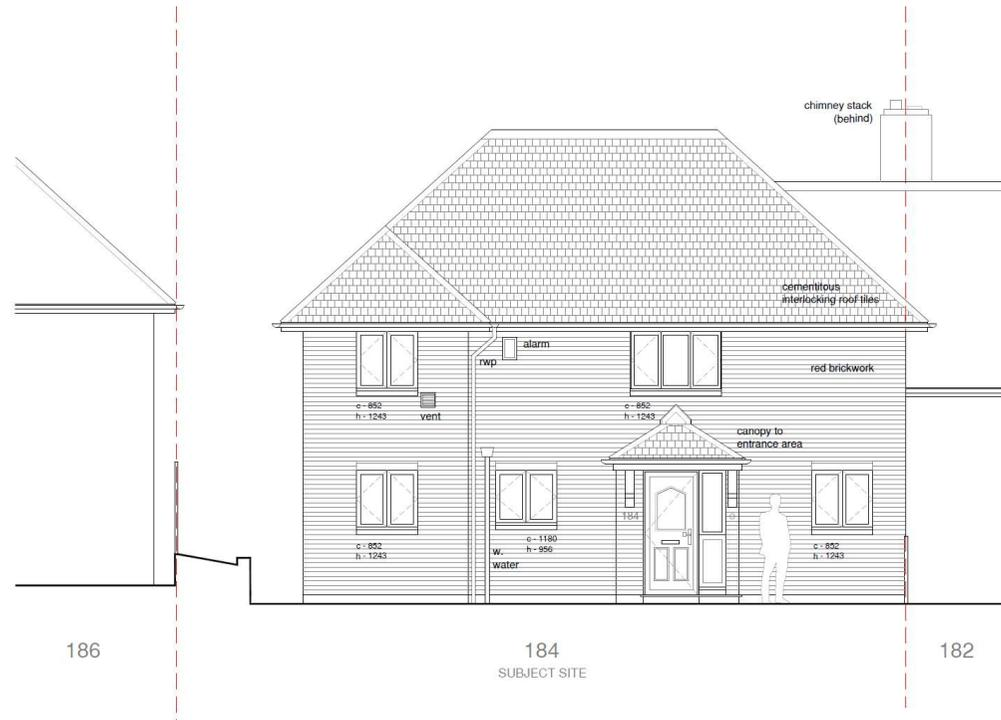 chimney stack
(behind)
cementitous
interlocking roof tiles
alarm
rwp
red brickwork
c - 852
h - 1243
vent
c - 852
h - 1243
canopy to
entrance area
184
c - 1180
h - 956
c - 852
h - 1243
c - 852
h - 1243
w.
water
186
184
182
SUBJECT SITE